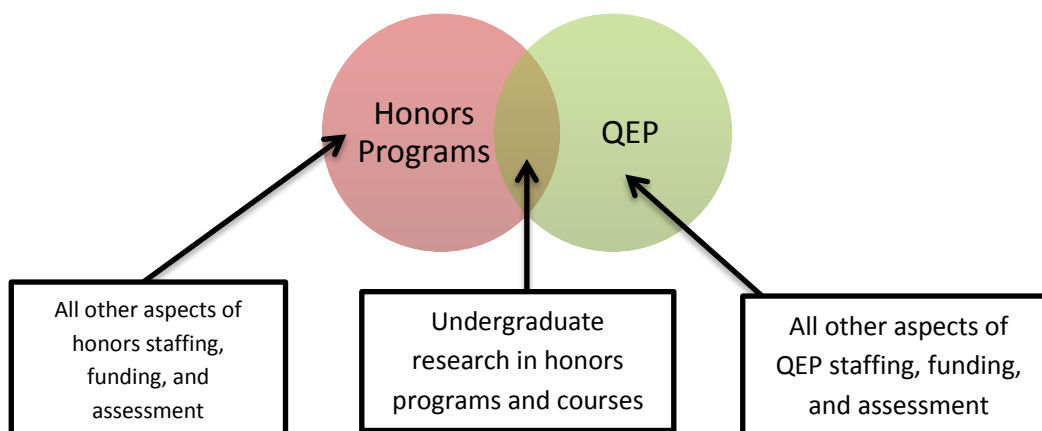 Honors
Programs
QEP
All other aspects of
honors staffing,
funding, and
assessment
Undergraduate
research in honors
programs and courses
All other aspects of
QEP staffing, funding,
and assessment